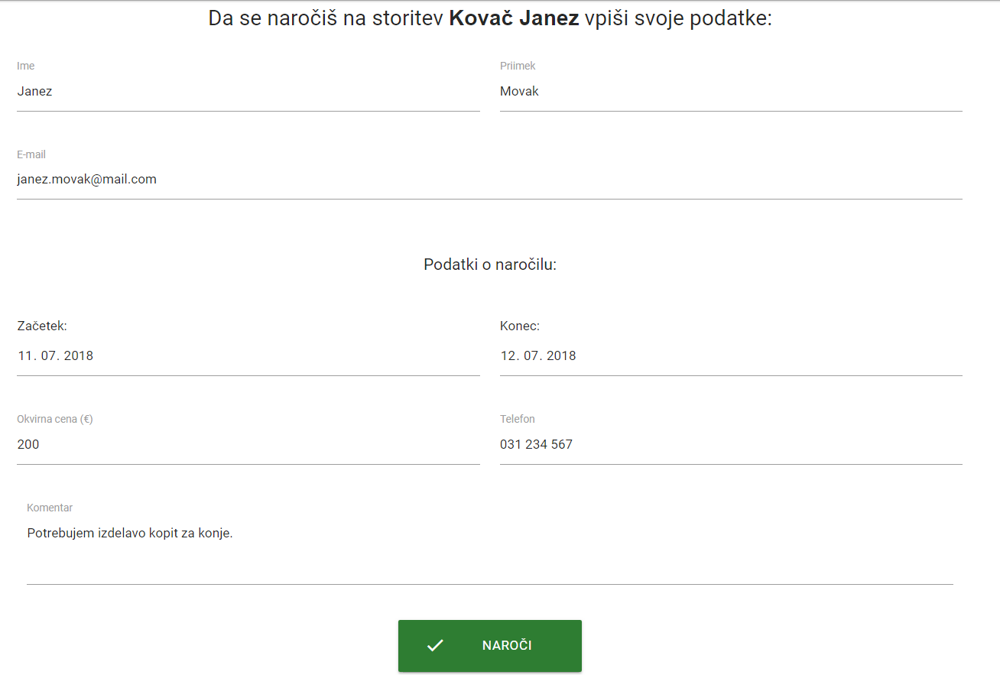 Da se naročiš na storitev Kovač Janez vpiši svoje podatke:
Ime
Priimek
Janez
Movak
E-mail
janez.movak@mail.com
Podatki o naročilu:
Začetek:
Konec:
11. 07. 2018
12. 07. 2018
Okvirna cena (€)
Telefon
200
031 234 567
Komentar
Potrebujem izdelavo kopit za konje.
NAROČI